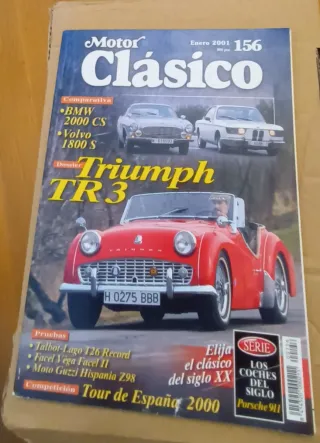 Motor
Clásico
Enero 2001 156
Comparativa
•BMW
2000 CS
•Volvo
1800 S
Dossier
Triumph
TR3
TRIUMPH
H 0275 BBB
Pruebas
Talbot-Lago T26 Record
Facel Vega Facel II
Moto Guzzi Hispania Z98
Competición
Tour de España 2000
Elija
el clásico
del siglo XX
SERIE
LOS
COCHES
DEL
SIGLO
Porsche 911